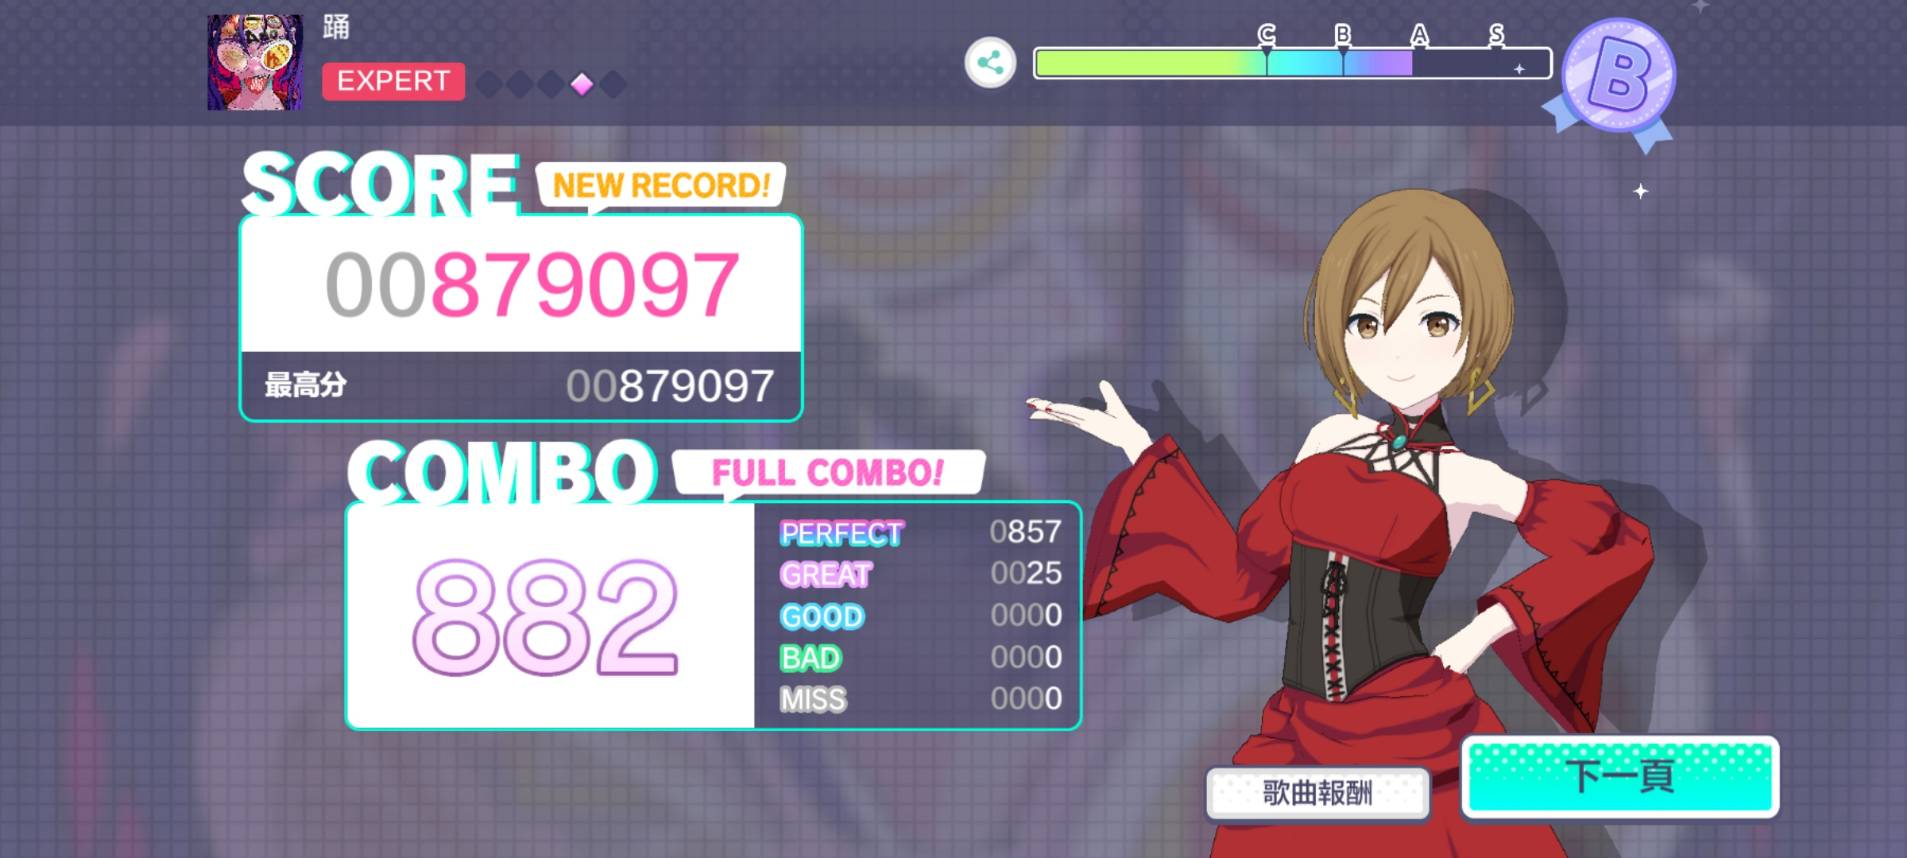 踊
EXPERT
C B A S
B
SCORE NEW RECORD!
00879097
最高分 00879097
COMBO FULL COMBO!
882
PERFECT 0857
GREAT 0025
GOOD 0000
BAD 0000
MISS 0000
歌曲報酬
下一頁